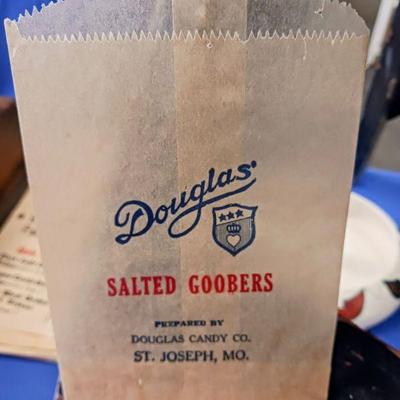 Douglas
SALTED GOOBERS
PREPARED BY
DOUGLAS CANDY CO.
ST. JOSEPH, MO.